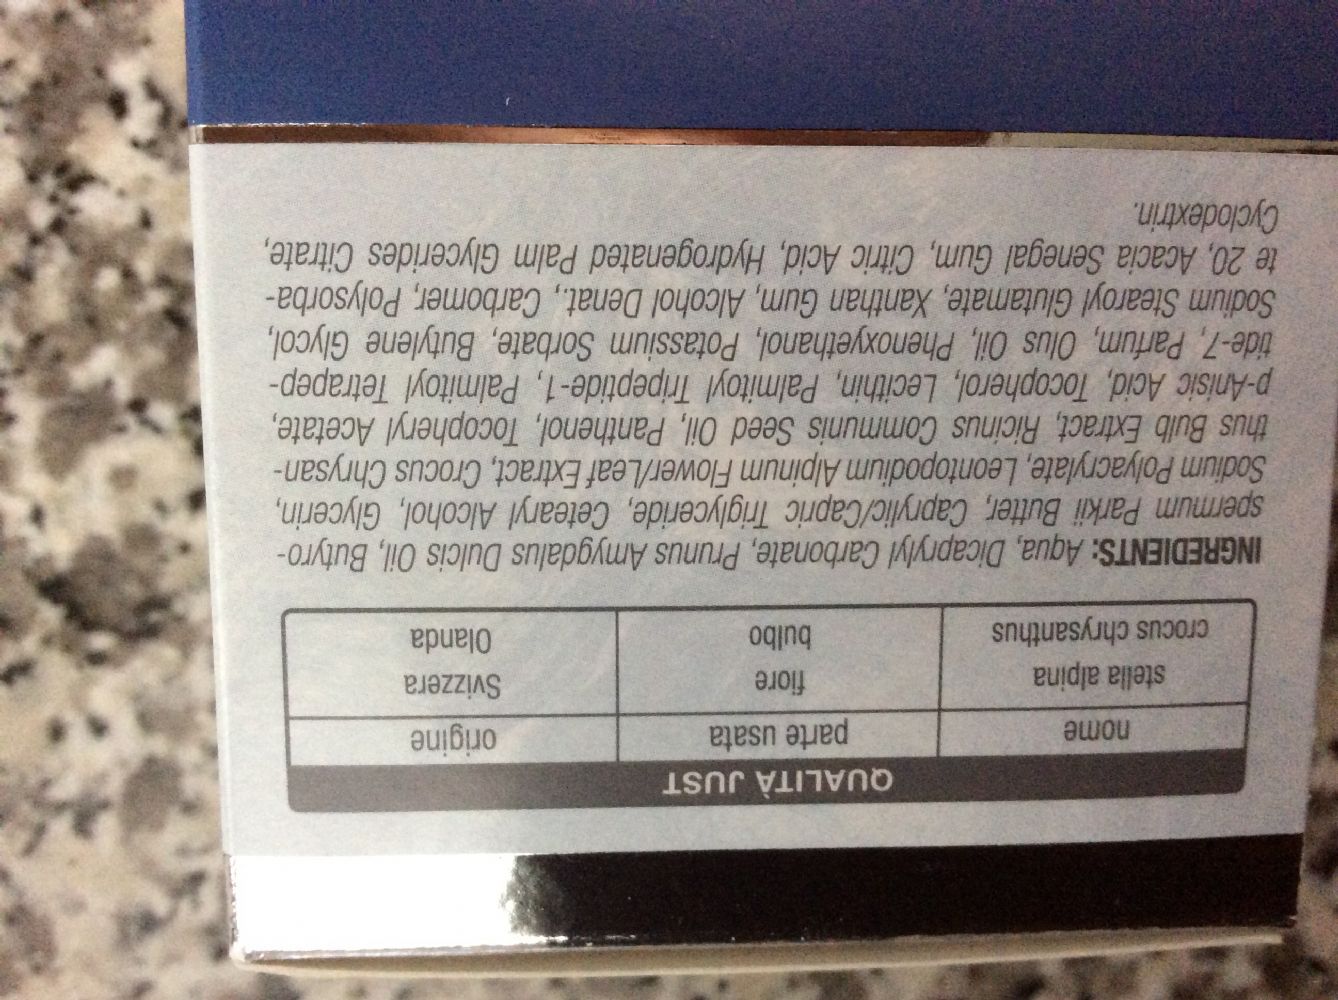 QUALITÀ JUST
nome parte usata origine
stella alpina fiore Svizzera
crocus chrysanthus bulbo Olanda
INGREDIENTS: Aqua, Dicaprylyl Carbonate, Prunus Amygdalus Dulcis Oil, Butyro-
spermum Parkii Butter, Caprylic/Capric Triglyceride, Cetearyl Alcohol, Glycerin,
Sodium Polyacrylate, Leontopodium Alpinum Flower/Leaf Extract, Crocus Chrysan-
thus Bulb Extract, Ricinus Communis Seed Oil, Panthenol, Tocopheryl Acetate,
p-Anisic Acid, Tocopherol, Lecithin, Palmitoyl Tripeptide-1, Palmitoyl Tetrapep-
tide-7, Parfum, Olus Oil, Phenoxyethanol, Potassium Sorbate, Butylene Glycol,
Sodium Stearoyl Glutamate, Xanthan Gum, Alcohol Denat., Carbomer, Polysorba-
te 20, Acacia Senegal Gum, Citric Acid, Hydrogenated Palm Glycerides Citrate,
Cyclodextrin.